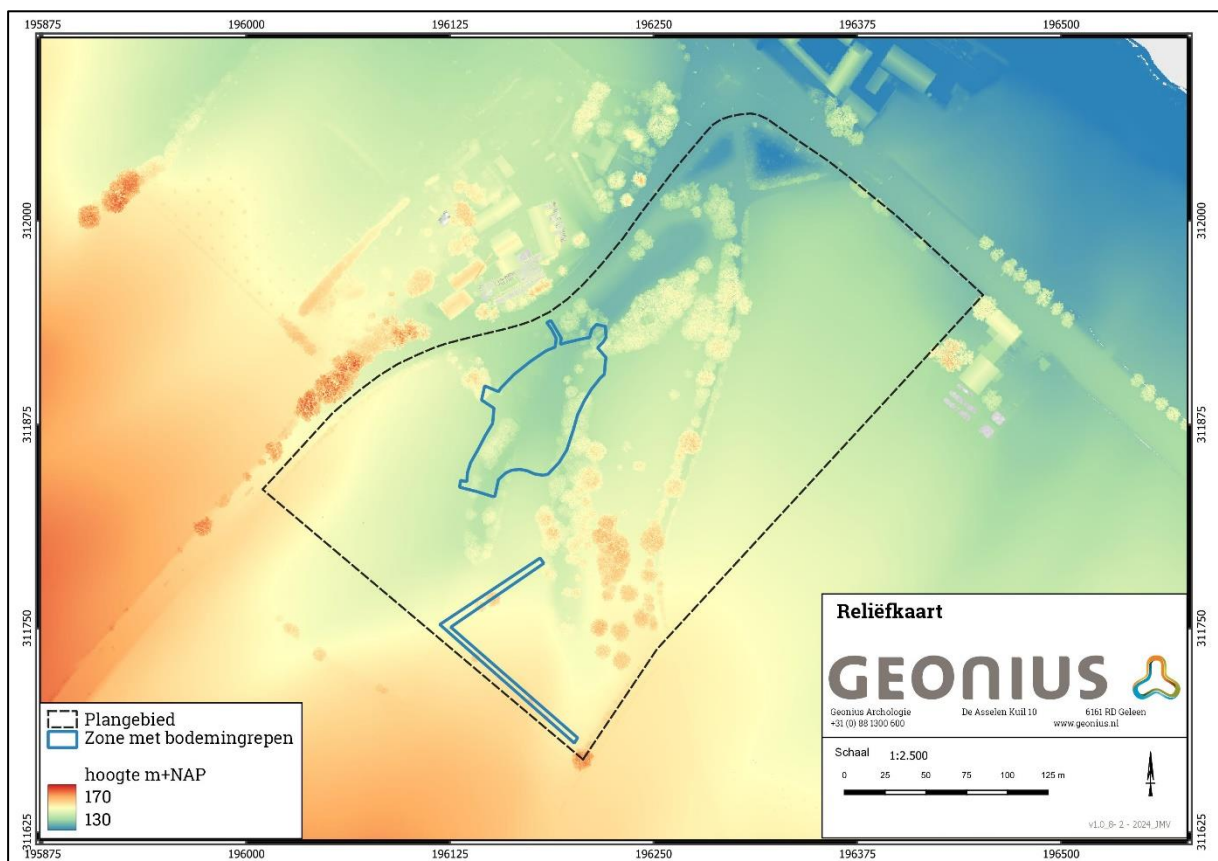 195875 196000 196125 196250 196375 196500
312000 312000
311875 311875
311750 311750
311625 311625
Reliëfkaart
GEONIUS
Geonius Archologie De Asselen Kuil 10 6161 RD Geleen
+31 (0) 88 1300 600 www.geonius.nl
Schaal 1:2.500
0 25 50 75 100 125 m
v1.0_8- 2 - 2024_JMV
Plangebied
Zone met bodemingrepen
hoogte m+NAP
170
130
195875 196000 196125 196250 196375 196500